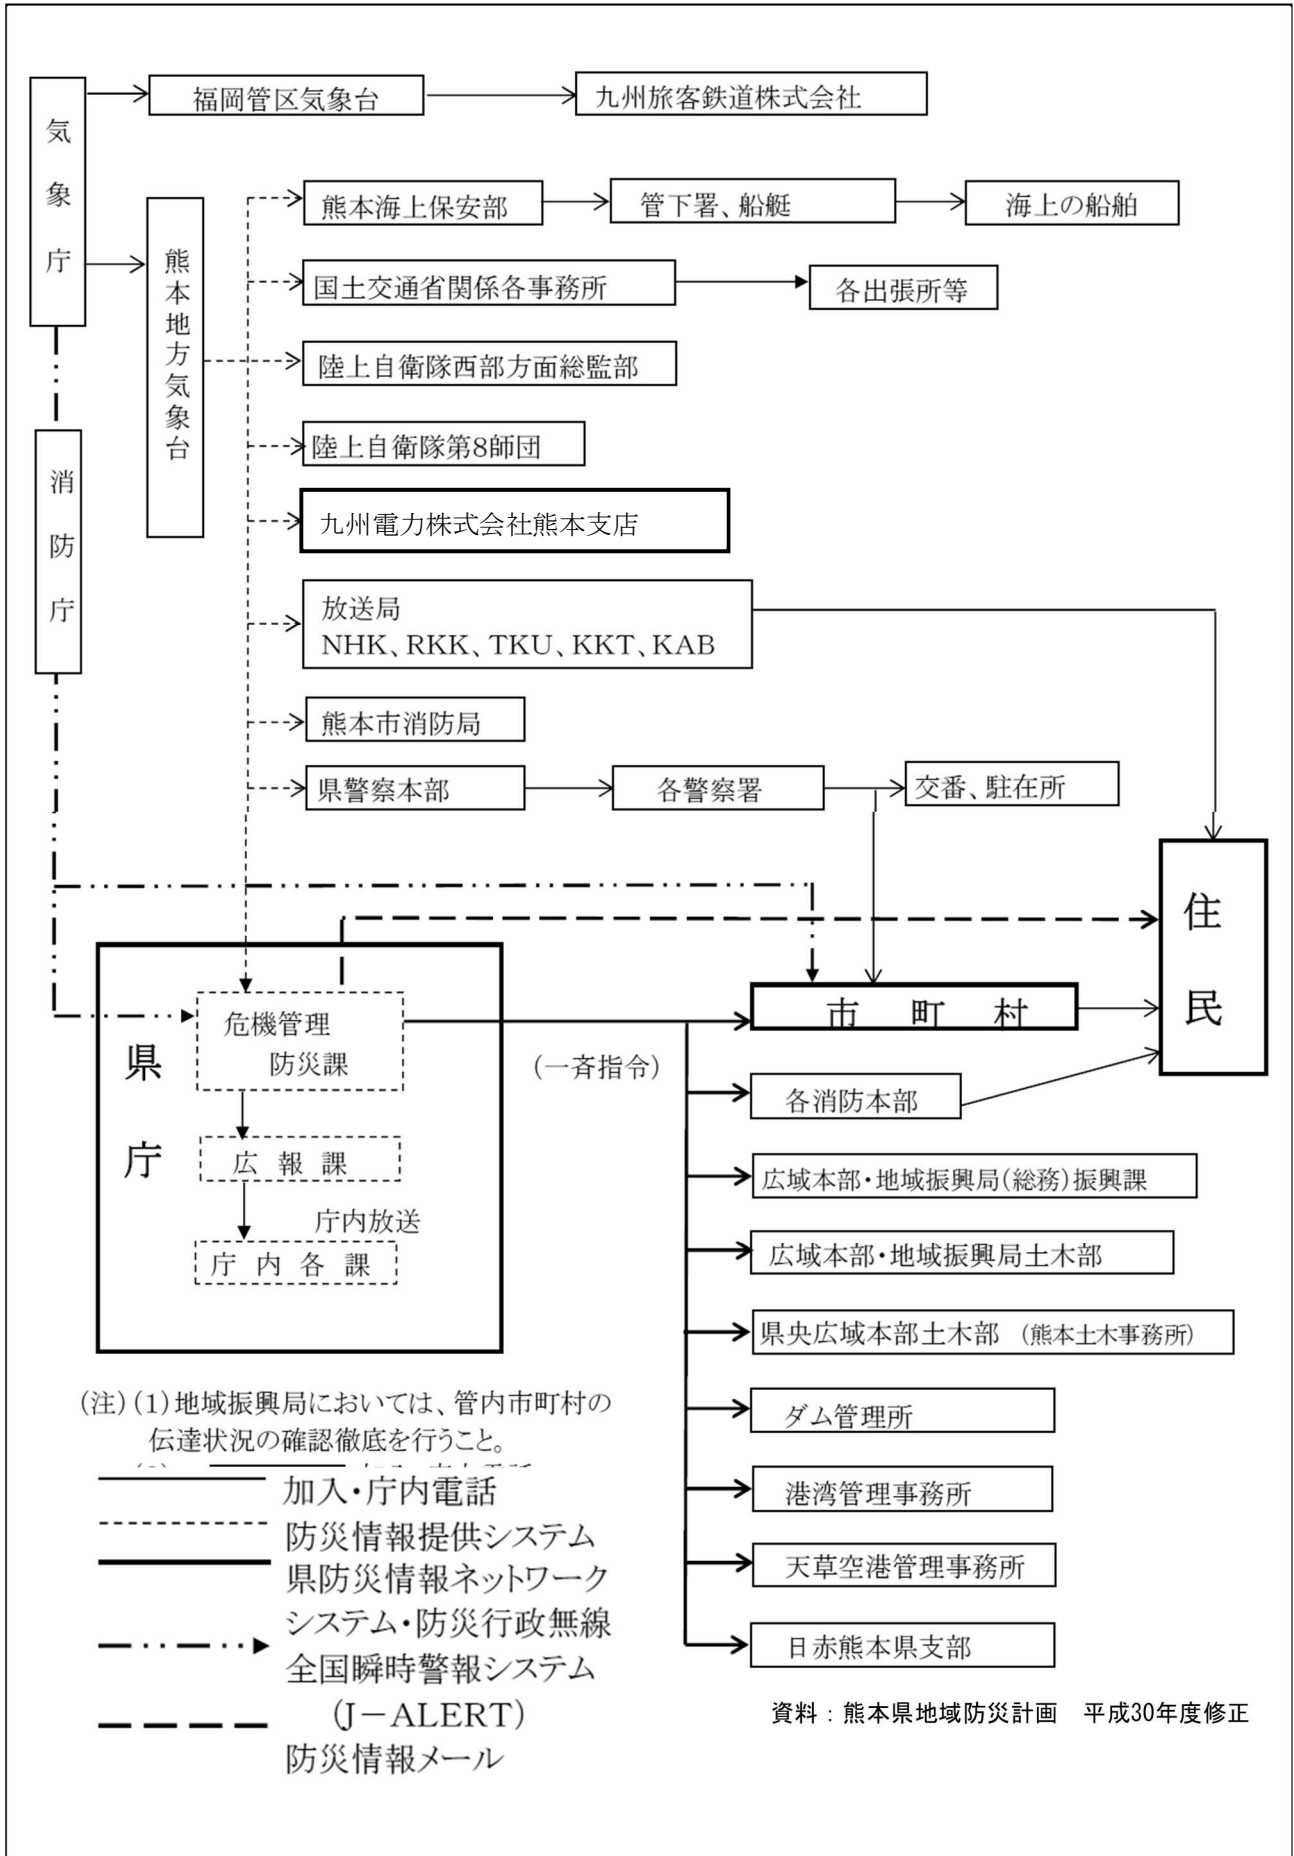 気象庁
福岡管区気象台
九州旅客鉄道株式会社
熊本地方気象台
熊本海上保安部
管下署、船艇
海上の船舶
国土交通省関係各事務所
各出張所等
陸上自衛隊西部方面総監部
陸上自衛隊第8師団
消防庁
九州電力株式会社熊本支店
放送局
NHK、RKK、TKU、KKT、KAB
熊本市消防局
県警察本部
各警察署
交番、駐在所
住民
県庁
危機管理
防災課
広報課
庁内放送
庁内各課
(一斉指令)
市町村
各消防本部
広域本部・地域振興局(総務)振興課
広域本部・地域振興局土木部
県央広域本部土木部 (熊本土木事務所)
ダム管理所
港湾管理事務所
天草空港管理事務所
日赤熊本県支部
(注)(1)地域振興局においては、管内市町村の
伝達状況の確認徹底を行うこと。
加入・庁内電話
防災情報提供システム
県防災情報ネットワーク
システム・防災行政無線
全国瞬時警報システム
(J-ALERT)
防災情報メール
資料：熊本県地域防災計画 平成30年度修正